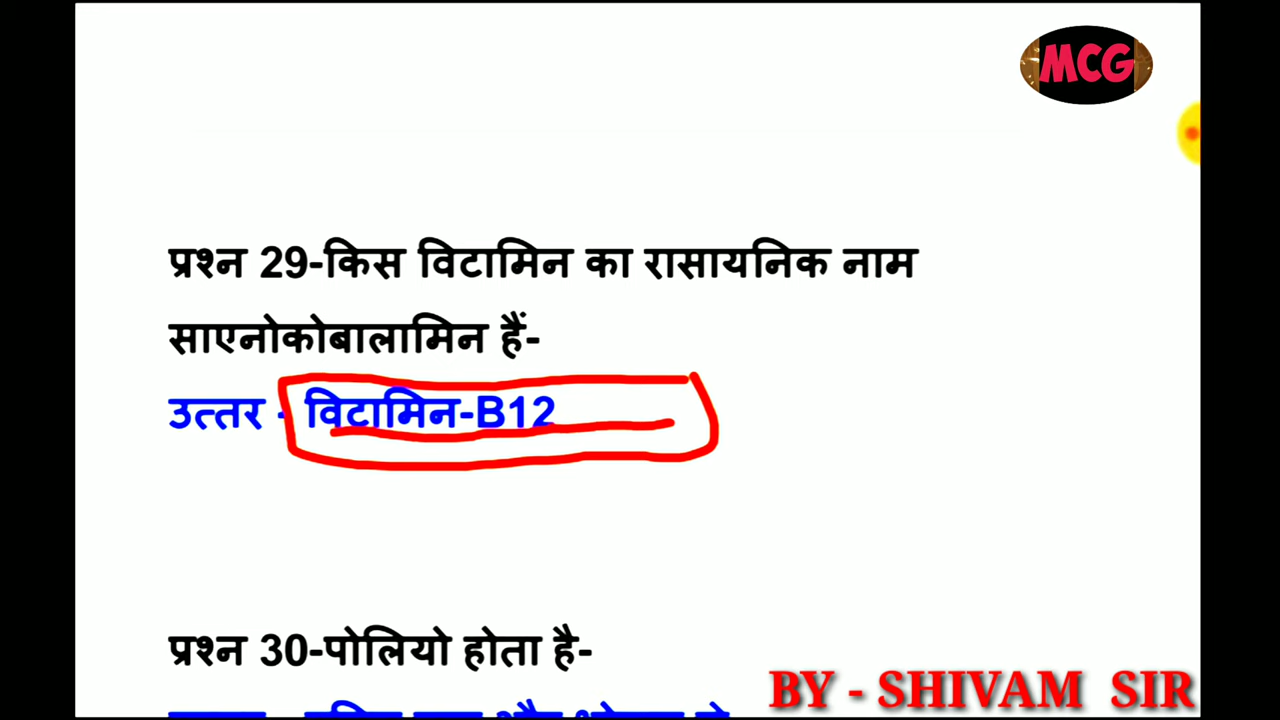 MCG
प्रश्न 29-किस विटामिन का रासायनिक नाम
साएनोकोबालामिन हैं-
उत्तर - विटामिन-B12
प्रश्न 30-पोलियो होता है-
BY - SHIVAM SIR